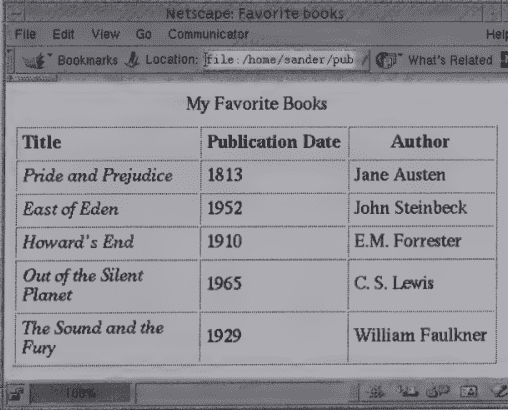 Netscape: Favorite books
File Edit View Go Communicator Help
Bookmarks Location: file:/home/sander/pub What's Related
My Favorite Books
Title Publication Date Author
Pride and Prejudice 1813 Jane Austen
East of Eden 1952 John Steinbeck
Howard's End 1910 E.M. Forrester
Out of the Silent
Planet 1965 C. S. Lewis
The Sound and the
Fury 1929 William Faulkner
100%